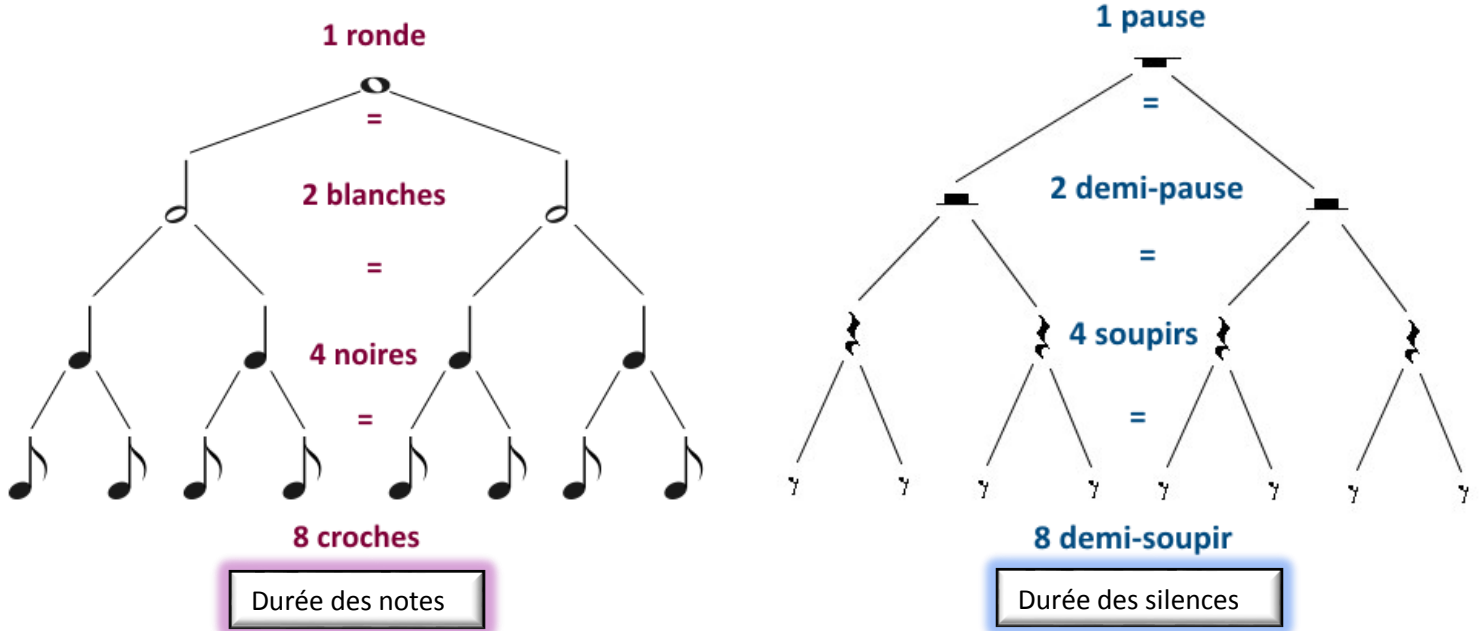 1 ronde
=
2 blanches
=
4 noires
=
8 croches
Durée des notes
1 pause
=
2 demi-pause
=
4 soupirs
=
8 demi-soupir
Durée des silences